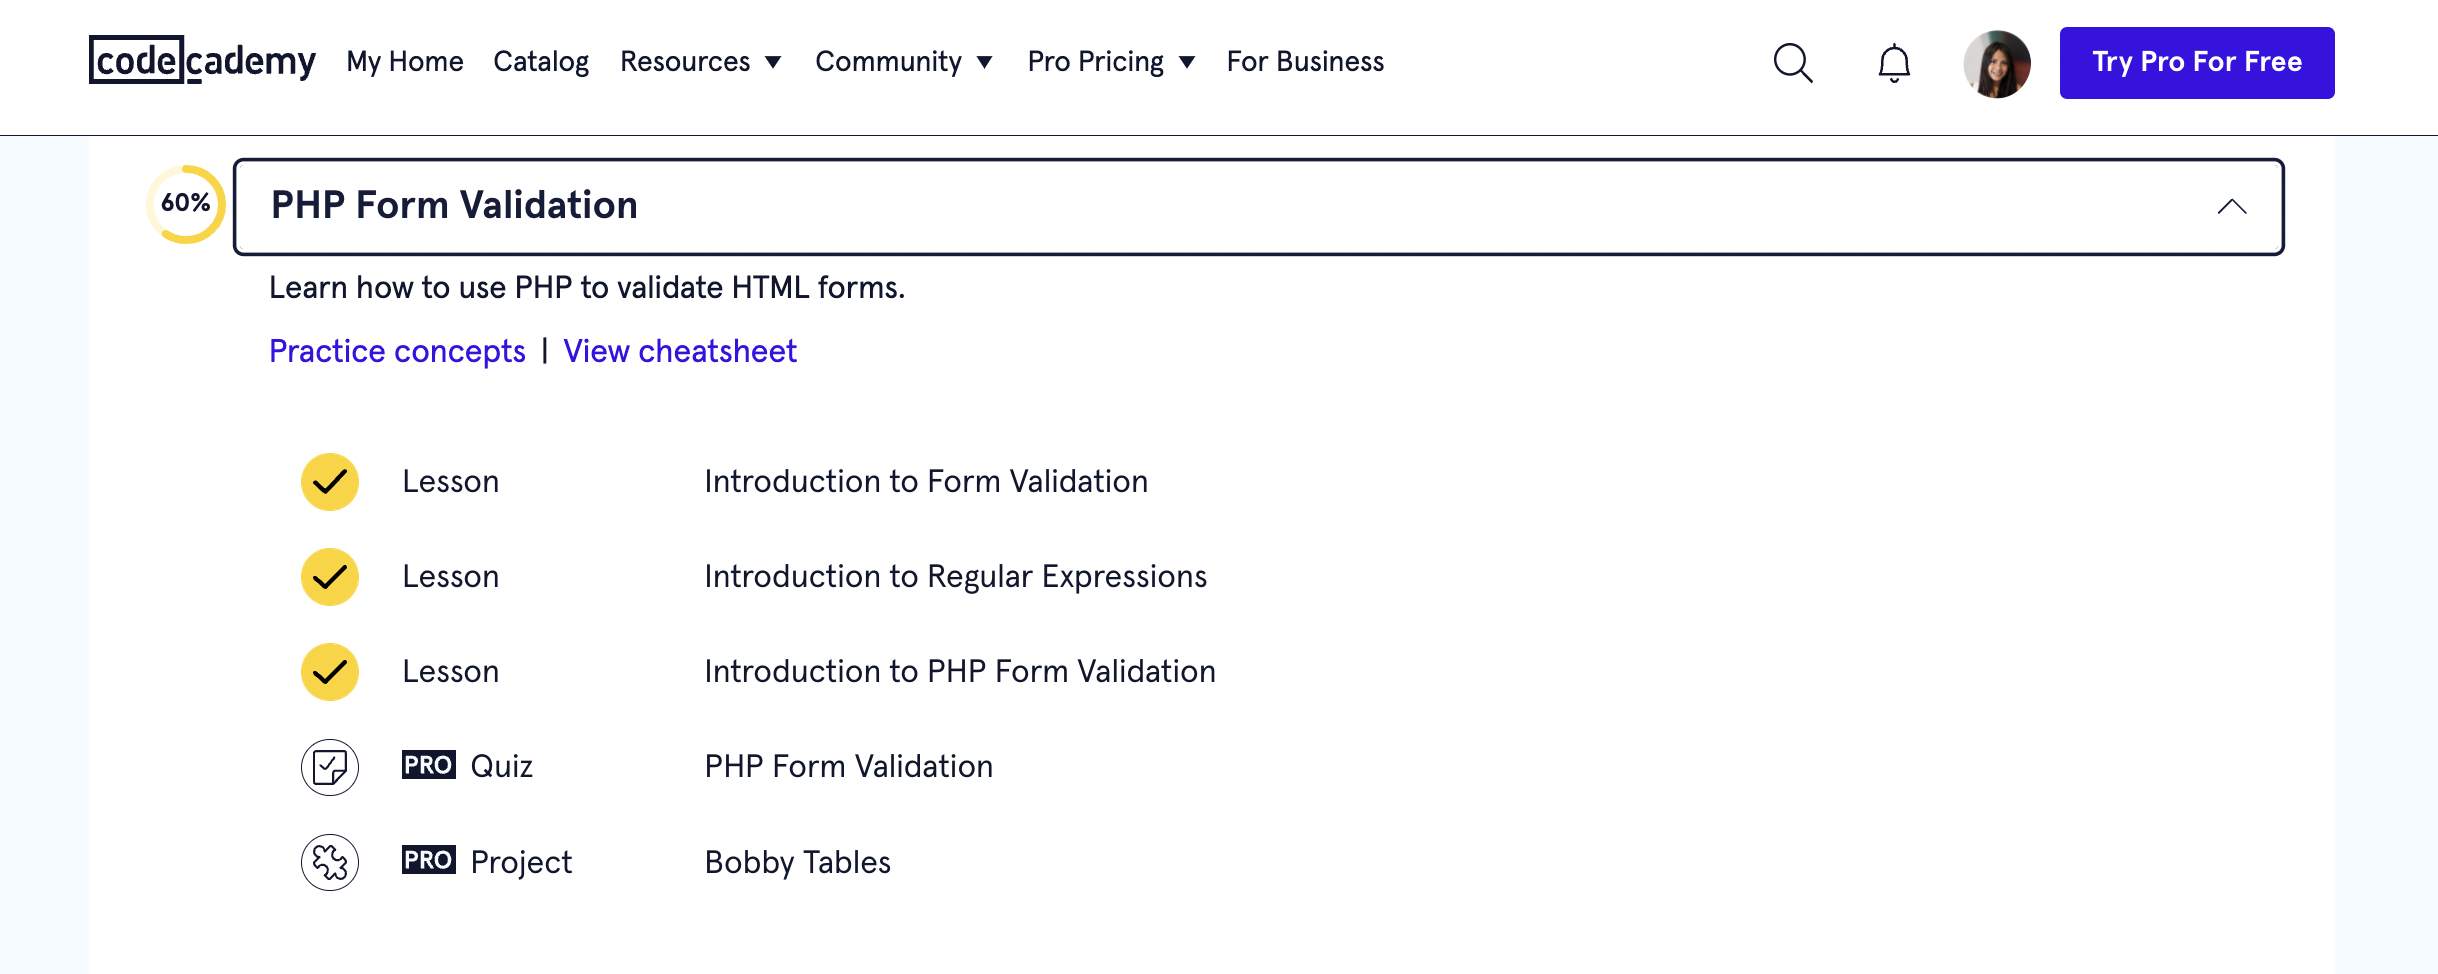 codecademy My Home Catalog Resources Community Pro Pricing For Business Try Pro For Free
60% PHP Form Validation
Learn how to use PHP to validate HTML forms.
Practice concepts | View cheatsheet
Lesson Introduction to Form Validation
Lesson Introduction to Regular Expressions
Lesson Introduction to PHP Form Validation
PRO Quiz PHP Form Validation
PRO Project Bobby Tables